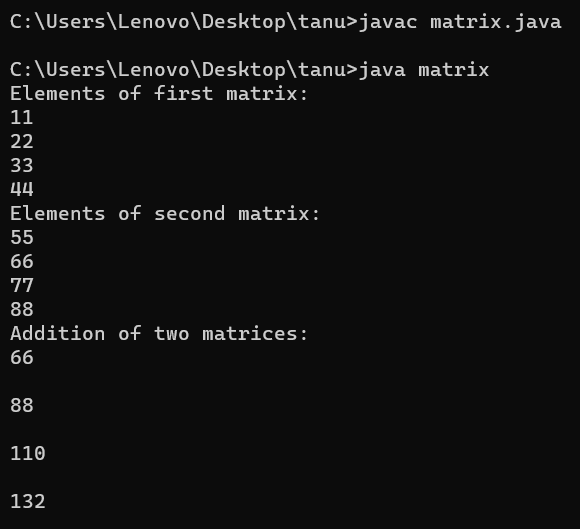 C:\Users\Lenovo\Desktop\tanu>javac matrix.java
C:\Users\Lenovo\Desktop\tanu>java matrix
Elements of first matrix:
11
22
33
44
Elements of second matrix:
55
66
77
88
Addition of two matrices:
66
88
110
132